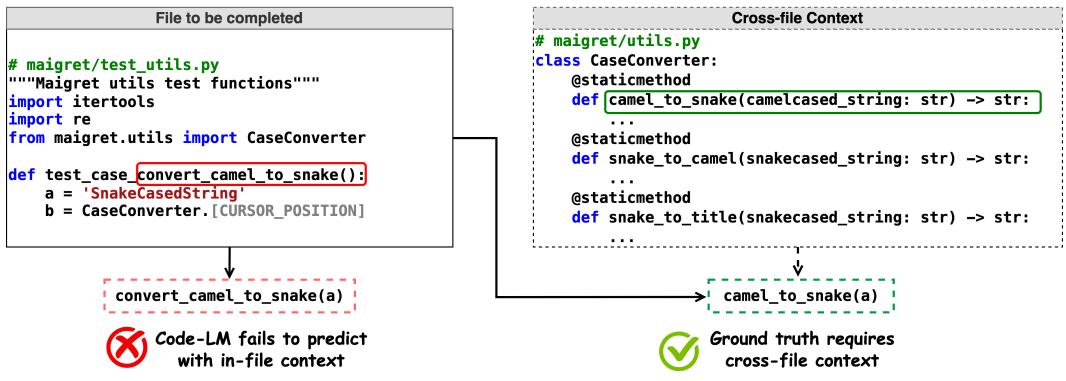 File to be completed
# maigret/test_utils.py
"""Maigret utils test functions"""
import itertools
import re
from maigret.utils import CaseConverter
def test_case_convert_camel_to_snake():
    a = 'SnakeCasedString'
    b = CaseConverter.[CURSOR_POSITION]
convert_camel_to_snake(a)
Code-LM fails to predict
with in-file context
Cross-file Context
# maigret/utils.py
class CaseConverter:
    @staticmethod
    def camel_to_snake(camelcased_string: str) -> str:
        ...
    @staticmethod
    def snake_to_camel(snakecased_string: str) -> str:
        ...
    @staticmethod
    def snake_to_title(snakecased_string: str) -> str:
        ...
camel_to_snake(a)
Ground truth requires
cross-file context